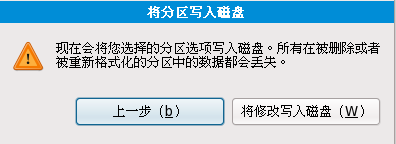 将分区写入磁盘
现在会将您选择的分区选项写入磁盘。所有在被删除或者
被重新格式化的分区中的数据都会丢失。
上一步（b）
将修改写入磁盘（W）